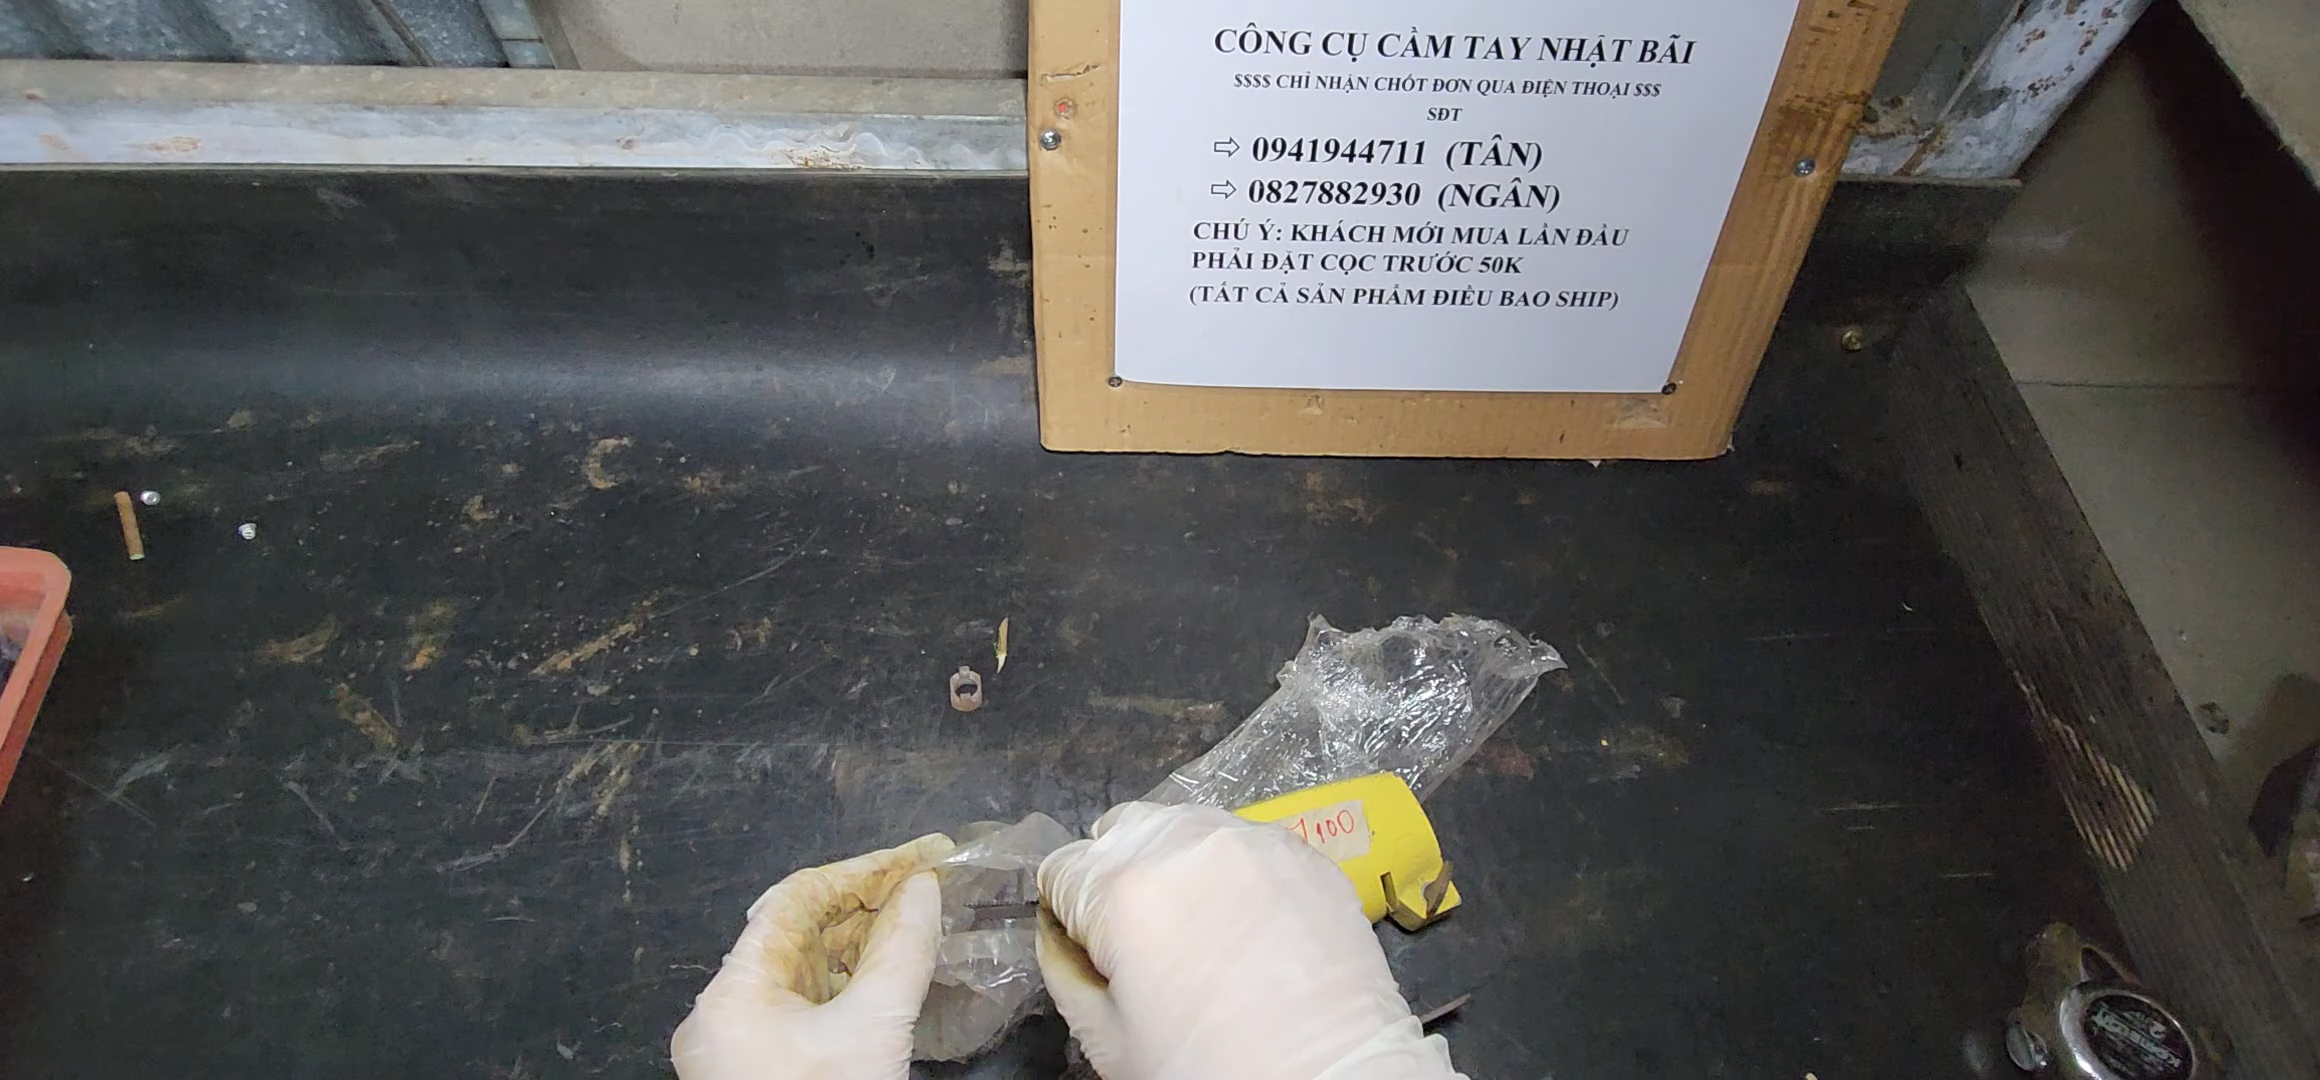 CÔNG CỤ CẦM TAY NHẬT BÃI
$$$$ CHỈ NHẬN CHỐT ĐƠN QUA ĐIỆN THOẠI $$$
SĐT
⇨ 0941944711 (TÂN)
⇨ 0827882930 (NGÂN)
CHÚ Ý: KHÁCH MỚI MUA LẦN ĐẦU
PHẢI ĐẶT CỌC TRƯỚC 50K
(TẤT CẢ SẢN PHẨM ĐIỀU BAO SHIP)